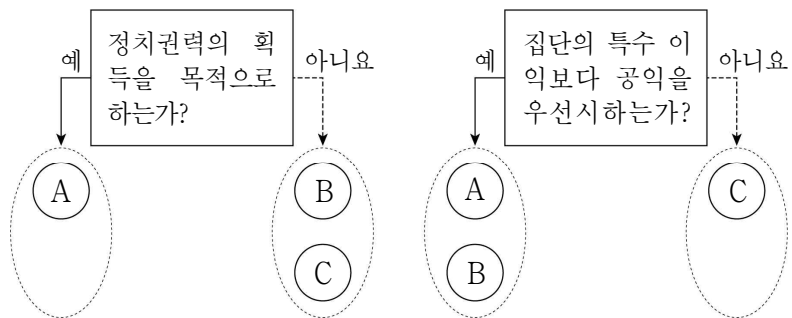 정치권력의 획
득을 목적으로
하는가?
예
아니요
A
B
C
집단의 특수 이
익보다 공익을
우선시하는가?
예
아니요
A
B
C